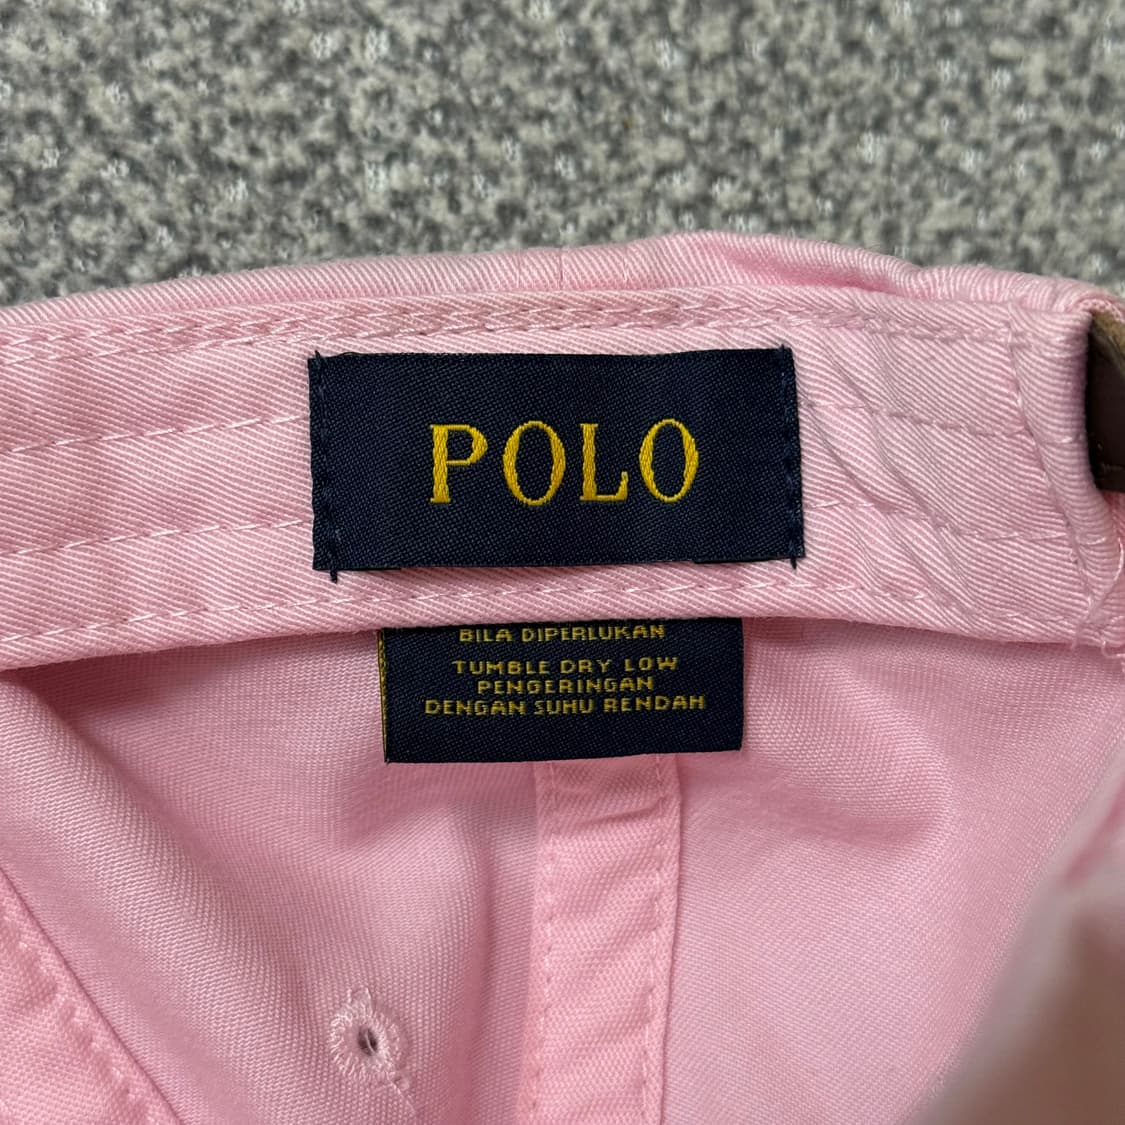 POLO
BILA DIPERLUKAN
TUMBLE DRY LOW
PENGERINGAN
DENGAN SUHU RENDAH